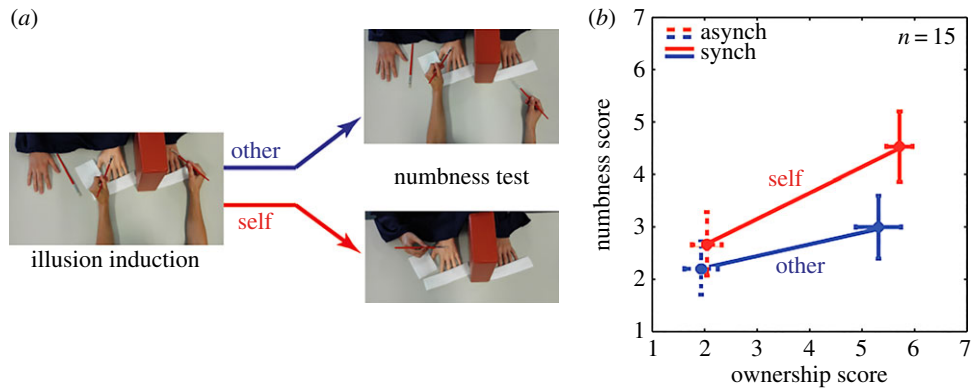 (a)
other
self
illusion induction
numbness test
(b)
asynch
synch
n = 15
self
other
numbness score
7
6
5
4
3
2
1
1 2 3 4 5 6 7
ownership score